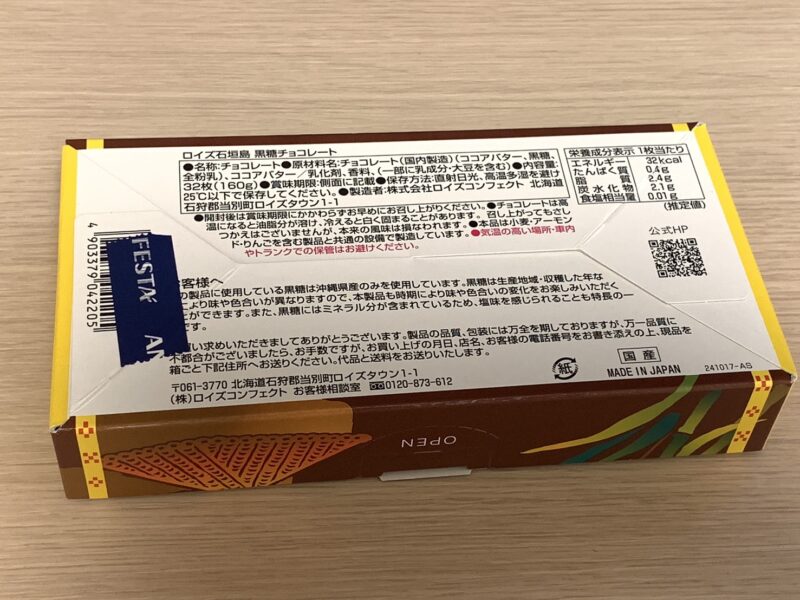 ロイズ石垣島 黒糖チョコレート
●名称:チョコレート●原材料名:チョコレート(国内製造)(ココアバター、黒糖、
全粉乳)、ココアバター/乳化剤、香料、(一部に乳成分・大豆を含む)●内容量:
32枚(160g)●賞味期限:側面に記載●保存方法:直射日光、高温多湿を避け
25℃以下で保存してください。●製造者:株式会社ロイズコンフェクト 北海道
石狩郡当別町ロイズタウン1-1
●開封後は賞味期限にかかわらずお早めにお召し上がりください。●チョコレートは高
温になると油脂分が溶け、冷えると白く固まることがあります。召し上がってもさし
つかえはございませんが、本来の風味は損なわれます。●本品は小麦・アーモン
ド・りんごを含む製品と共通の設備で製造しています。●気温の高い場所・車内
やトランクでの保管はお避けください。
栄養成分表示 1枚当たり
エネルギー 32kcal
たんぱく質 0.4g
脂質 2.4g
炭水化物 2.1g
食塩相当量 0.01g
(推定値)
公式HP
4903379042205
FESTA
AN
客様へ
の製品に使用している黒糖は沖縄県産のみを使用しています。黒糖は生産地域・収穫した年な
により味や色合いが異なりますので、本製品も時期により味や色合いの変化をお楽しみいただく
ができます。また、黒糖にはミネラル分が含まれているため、塩味を感じられることも特長の一
買い求めいただきましてありがとうございます。製品の品質、包装には万全を期しておりますが、万一品質に
不都合がございましたら、お手数ですが、お買い上げの月日、店名、お客様の電話番号をお書き添えの上、現品を
箱ごと下記住所へお送りください。代品と送料をお送りいたします。
〒061-3770 北海道石狩郡当別町ロイズタウン1-1
(株)ロイズコンフェクト お客様相談室 0120-873-612
紙
国産
MADE IN JAPAN
241017-AS
OPEN